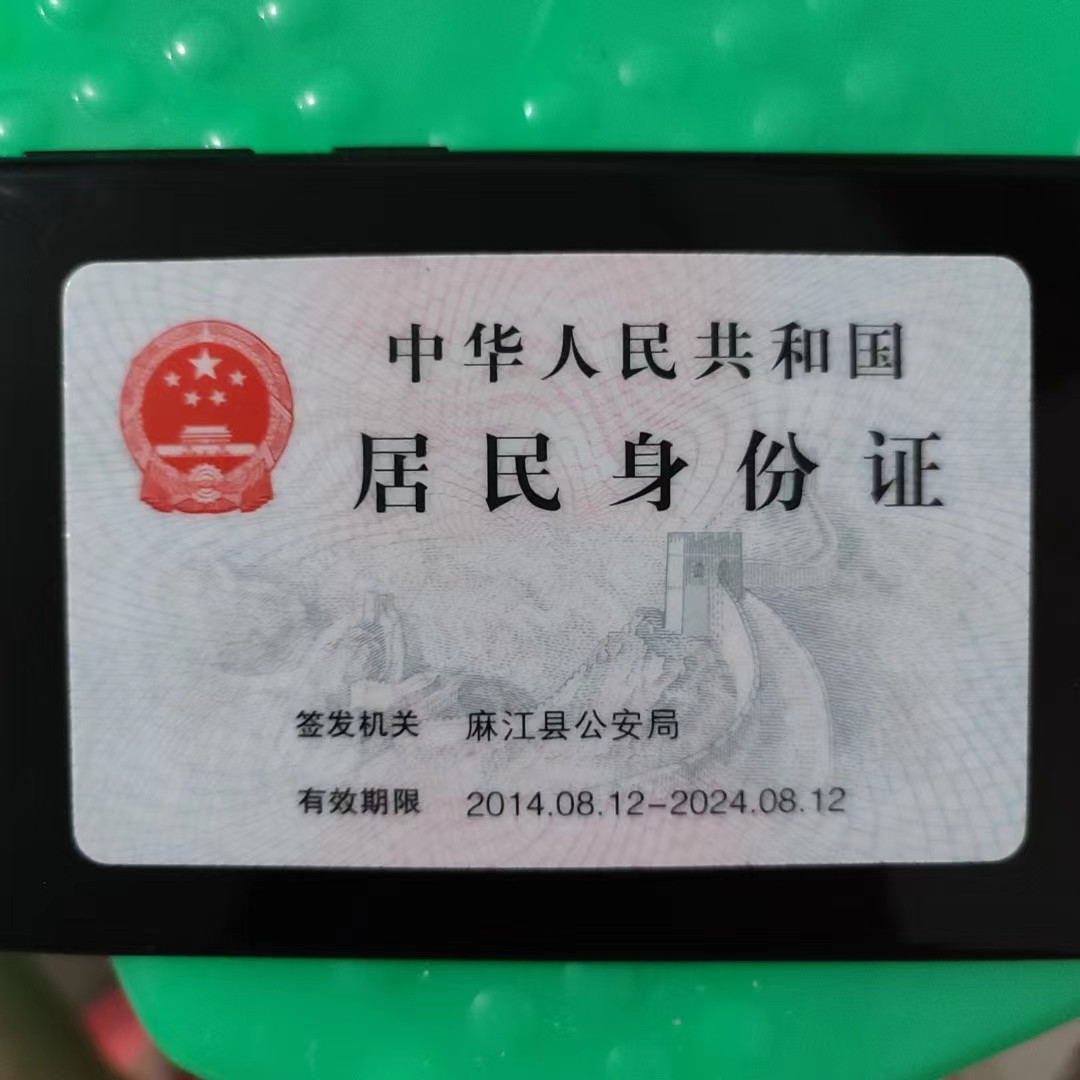 中华人民共和国
居民身份证
签发机关 麻江县公安局
有效期限 2014.08.12-2024.08.12